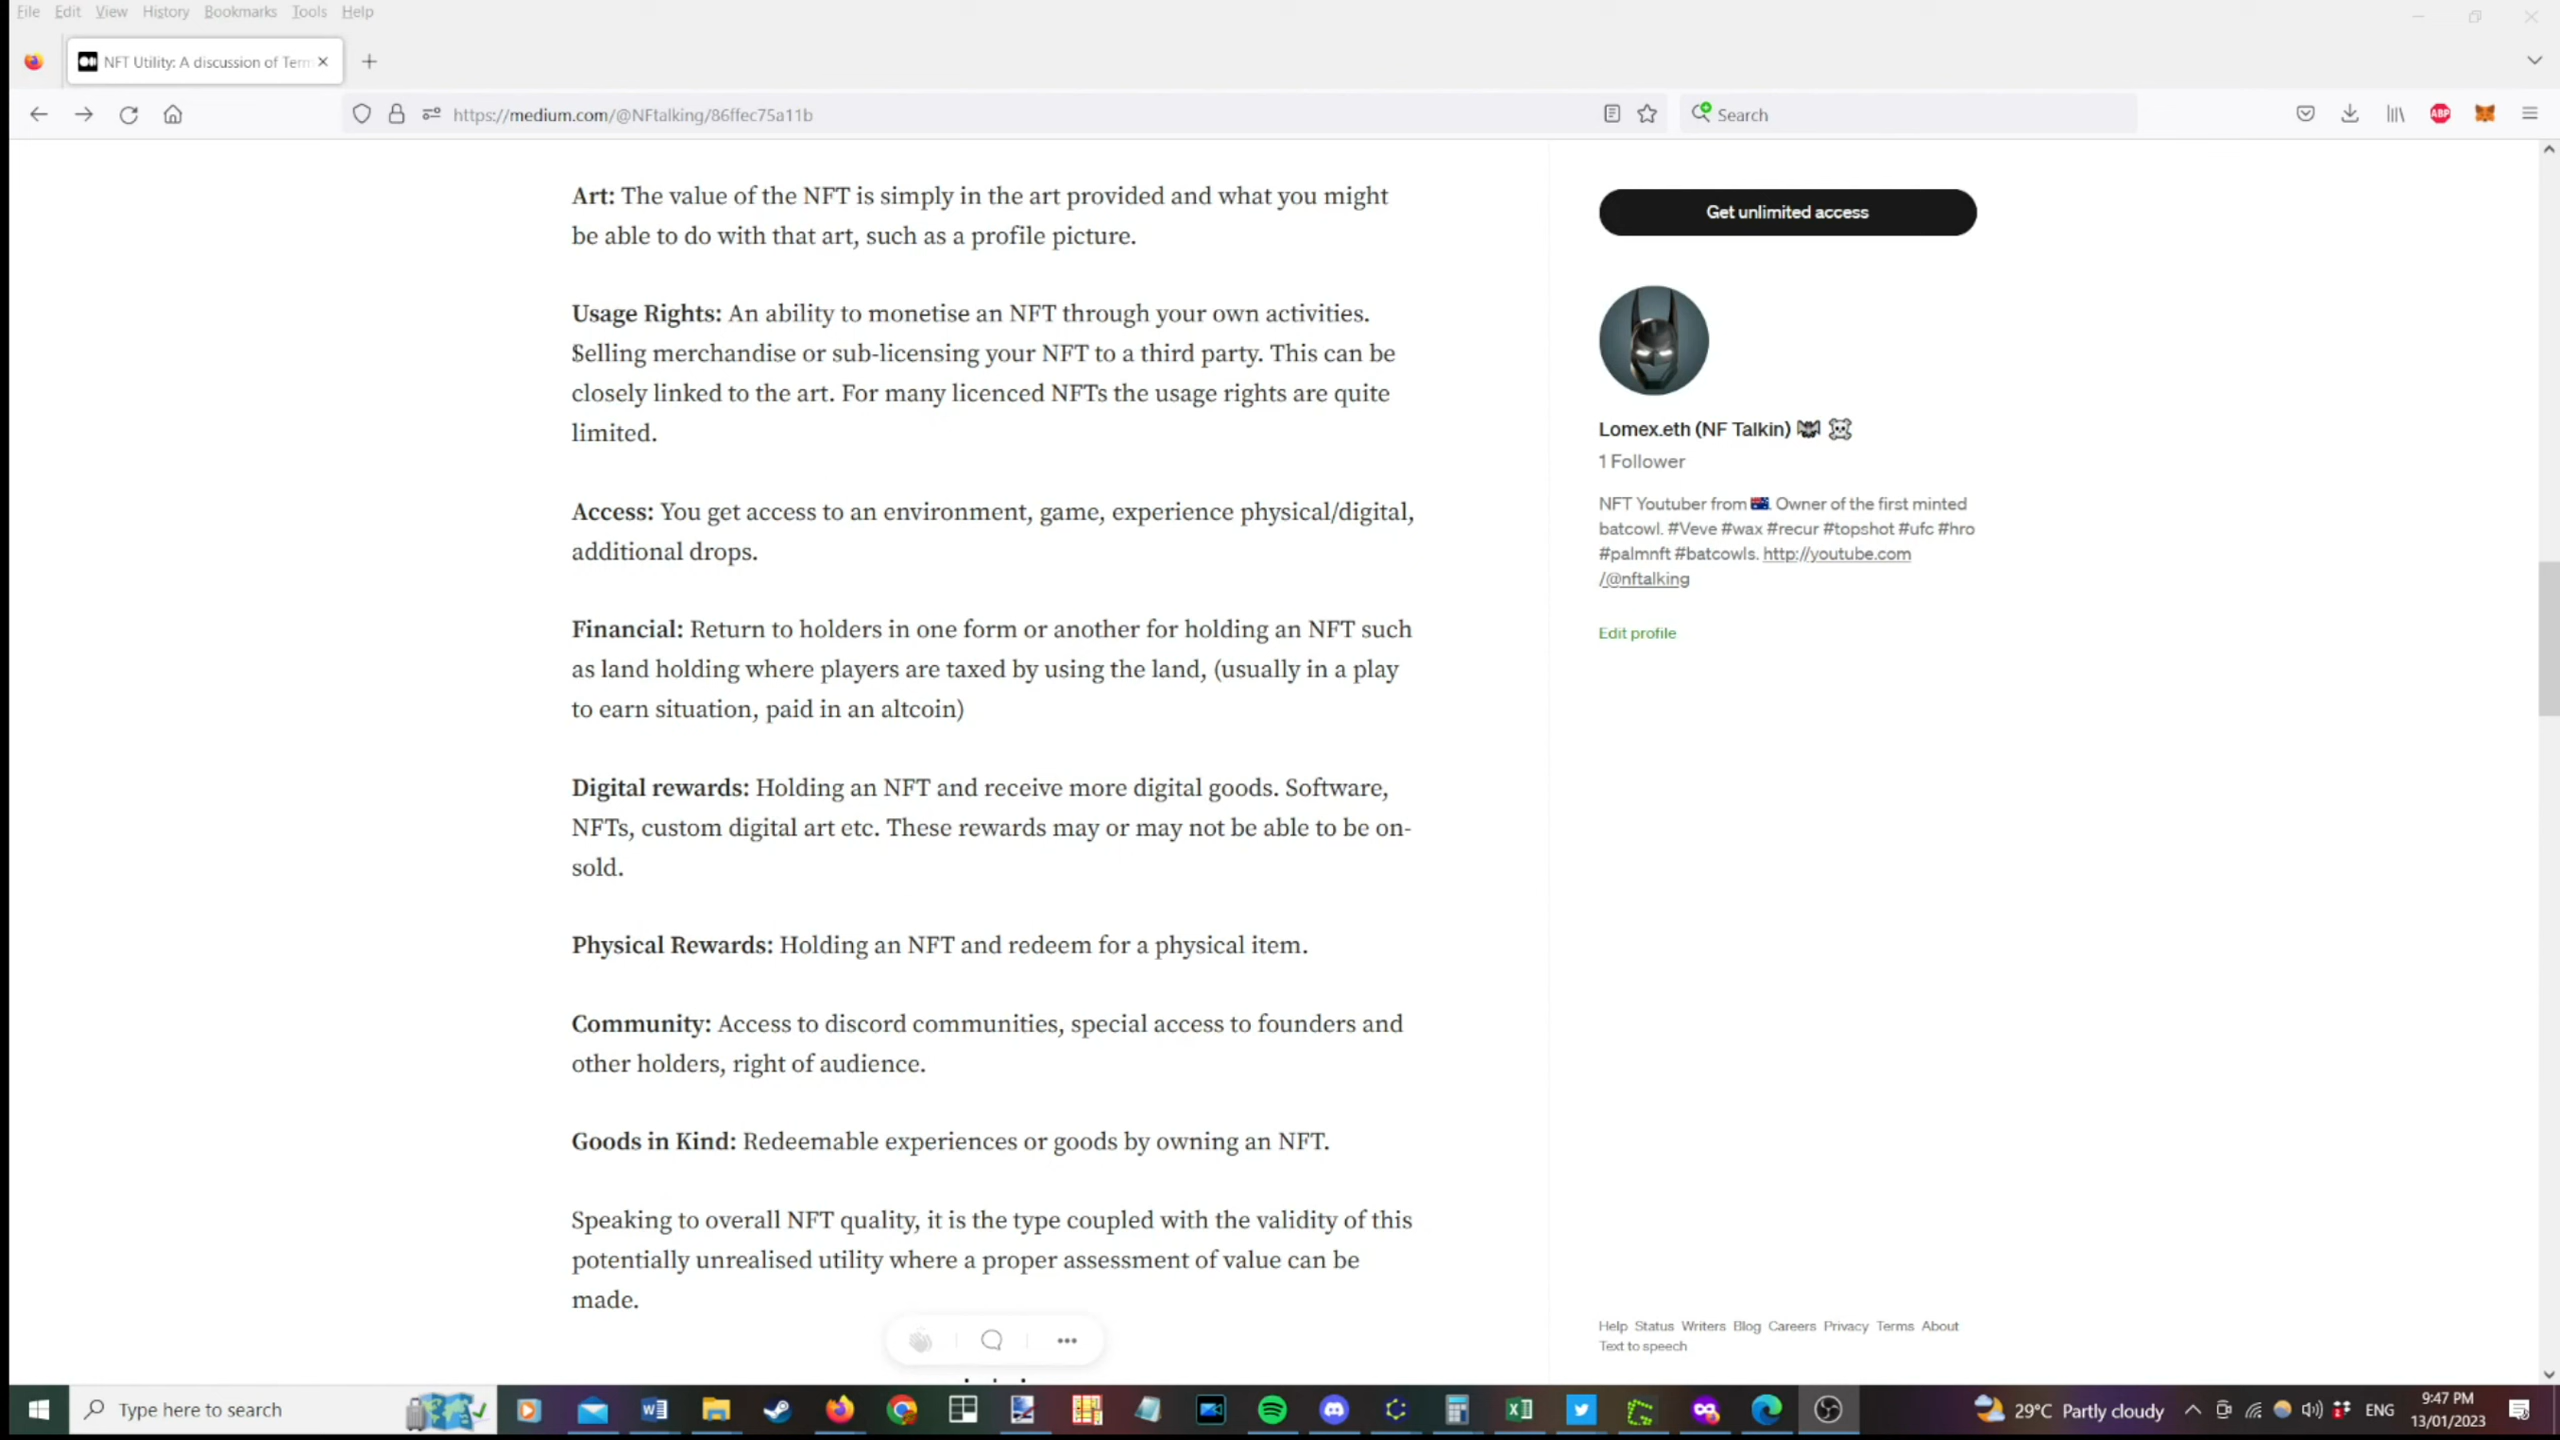 File Edit View History Bookmarks Tools Help
NFT Utility: A discussion of Term
https://medium.com/@NFtalking/86ffec75a11b
Search
Art: The value of the NFT is simply in the art provided and what you might
be able to do with that art, such as a profile picture.
Usage Rights: An ability to monetise an NFT through your own activities.
Selling merchandise or sub-licensing your NFT to a third party. This can be
closely linked to the art. For many licenced NFTs the usage rights are quite
limited.
Access: You get access to an environment, game, experience physical/digital,
additional drops.
Financial: Return to holders in one form or another for holding an NFT such
as land holding where players are taxed by using the land, (usually in a play
to earn situation, paid in an altcoin)
Digital rewards: Holding an NFT and receive more digital goods. Software,
NFTs, custom digital art etc. These rewards may or may not be able to be on-
sold.
Physical Rewards: Holding an NFT and redeem for a physical item.
Community: Access to discord communities, special access to founders and
other holders, right of audience.
Goods in Kind: Redeemable experiences or goods by owning an NFT.
Speaking to overall NFT quality, it is the type coupled with the validity of this
potentially unrealised utility where a proper assessment of value can be
made.
Get unlimited access
Lomex.eth (NF Talkin)
1 Follower
NFT Youtuber from 🇦🇺. Owner of the first minted
batcowl. #Veve #wax #recur #topshot #ufc #hro
#palmnft #batcowls. http://youtube.com
/@nftalking
Edit profile
Help Status Writers Blog Careers Privacy Terms About
Text to speech
Type here to search
29°C Partly cloudy
ENG
9:47 PM
13/01/2023
ABP